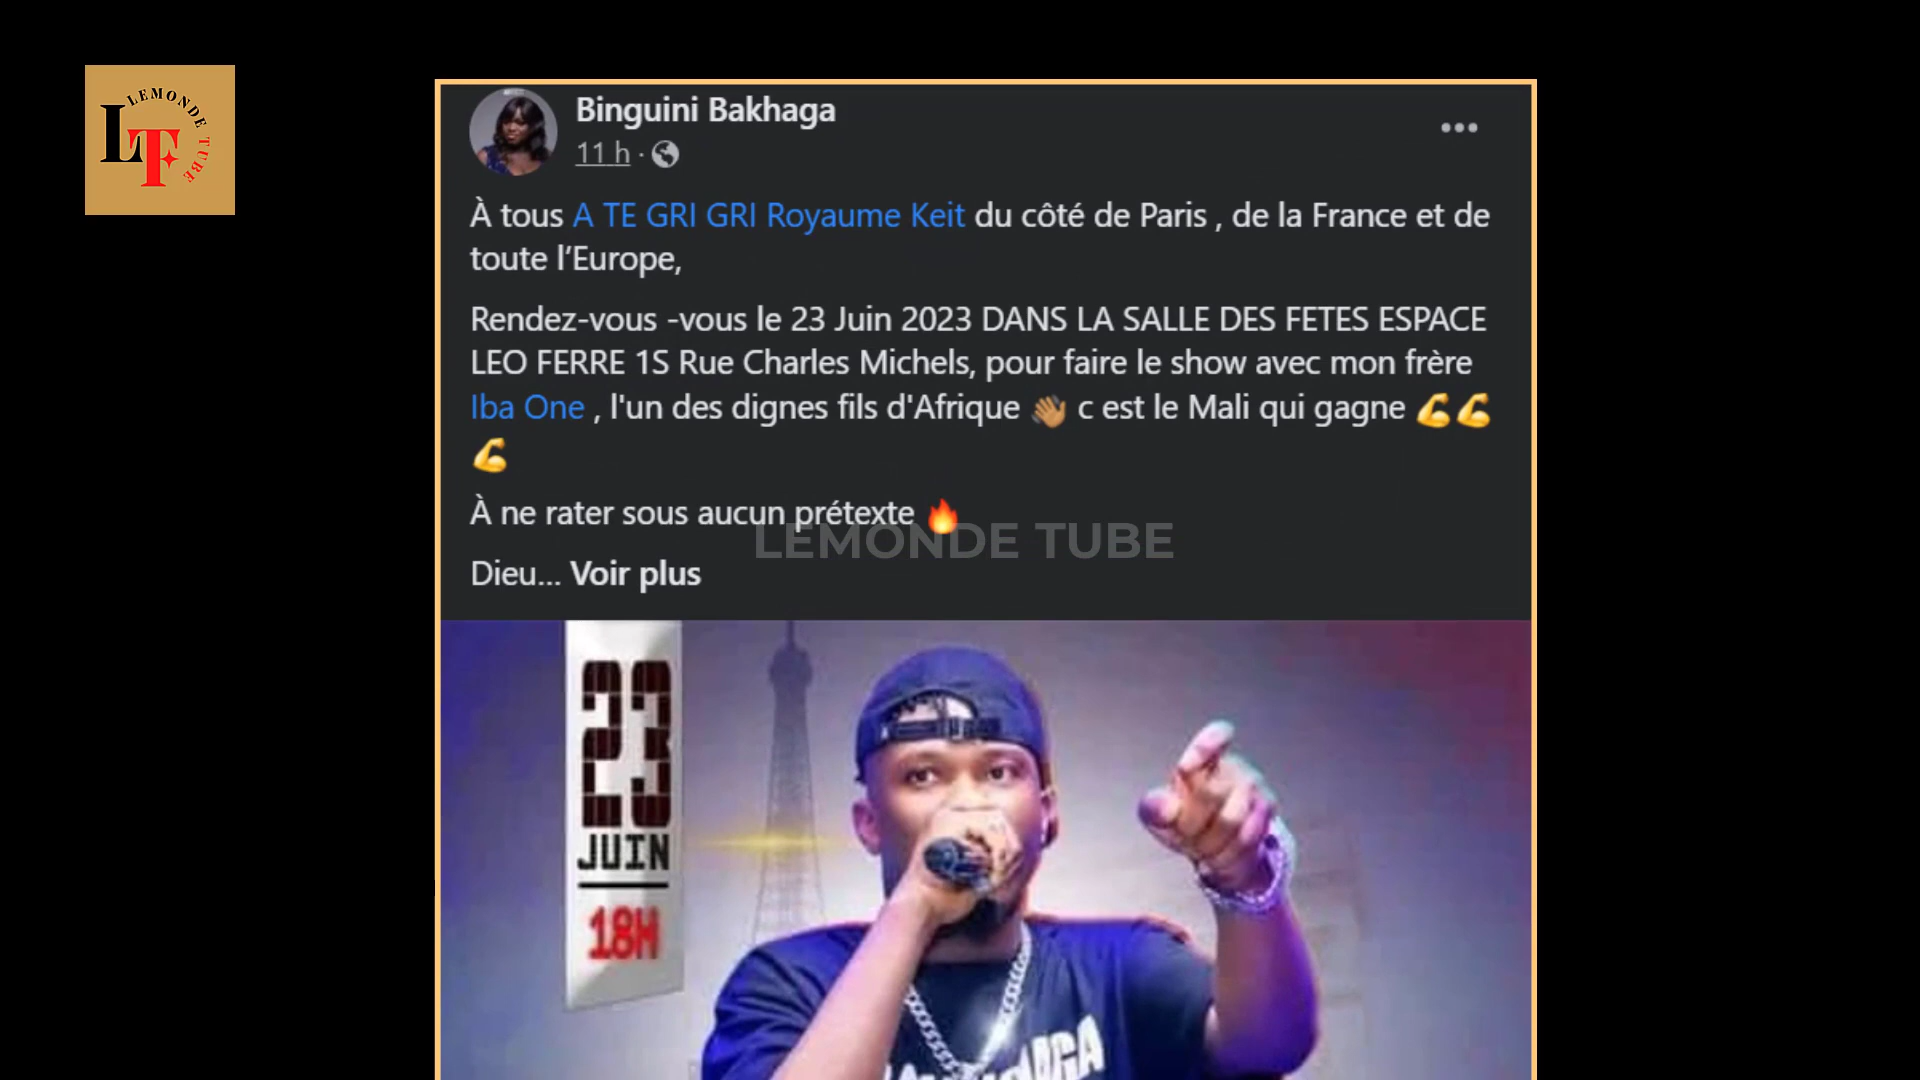 LEMONDE TUBE
LT
Binguini Bakhaga
11 h ·
À tous A TE GRI GRI Royaume Keit du côté de Paris , de la France et de
toute l’Europe,
Rendez-vous -vous le 23 Juin 2023 DANS LA SALLE DES FETES ESPACE
LEO FERRE 1S Rue Charles Michels, pour faire le show avec mon frère
Iba One , l'un des dignes fils d'Afrique 👋🏽 c est le Mali qui gagne 💪💪
💪
À ne rater sous aucun prétexte 🔥
LEMONDE TUBE
Dieu... Voir plus
23
JUIN
18H